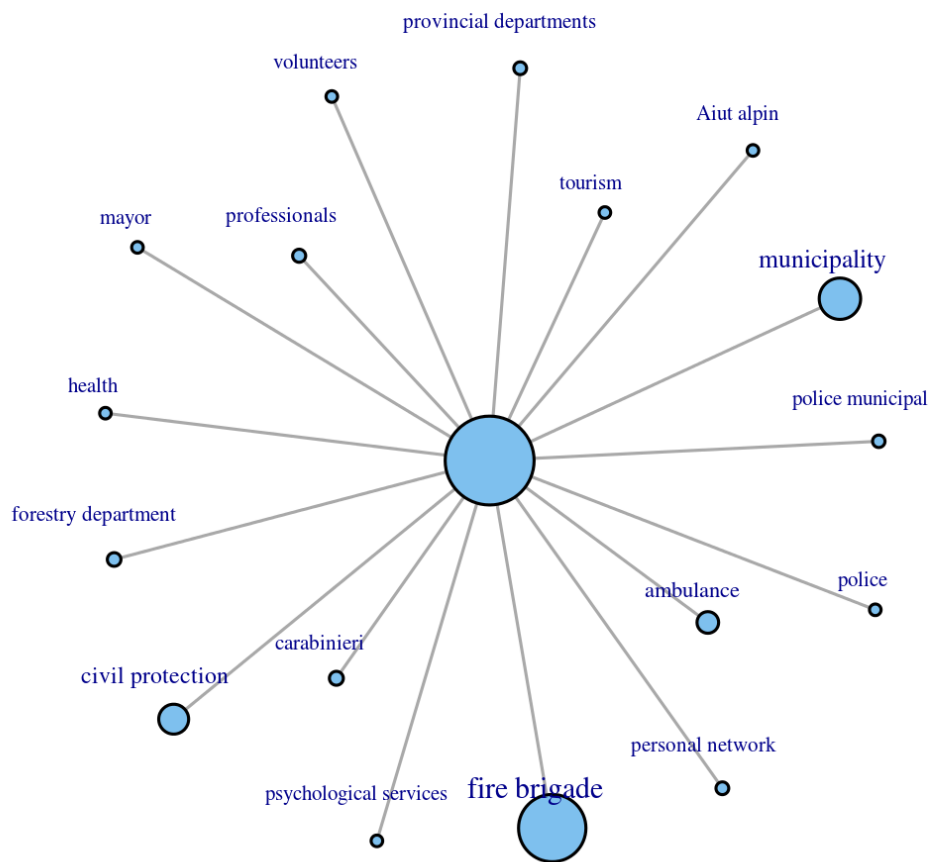 provincial departments
volunteers
Aiut alpin
tourism
professionals
mayor
municipality
health
police municipal
forestry department
police
ambulance
carabinieri
civil protection
personal network
fire brigade
psychological services